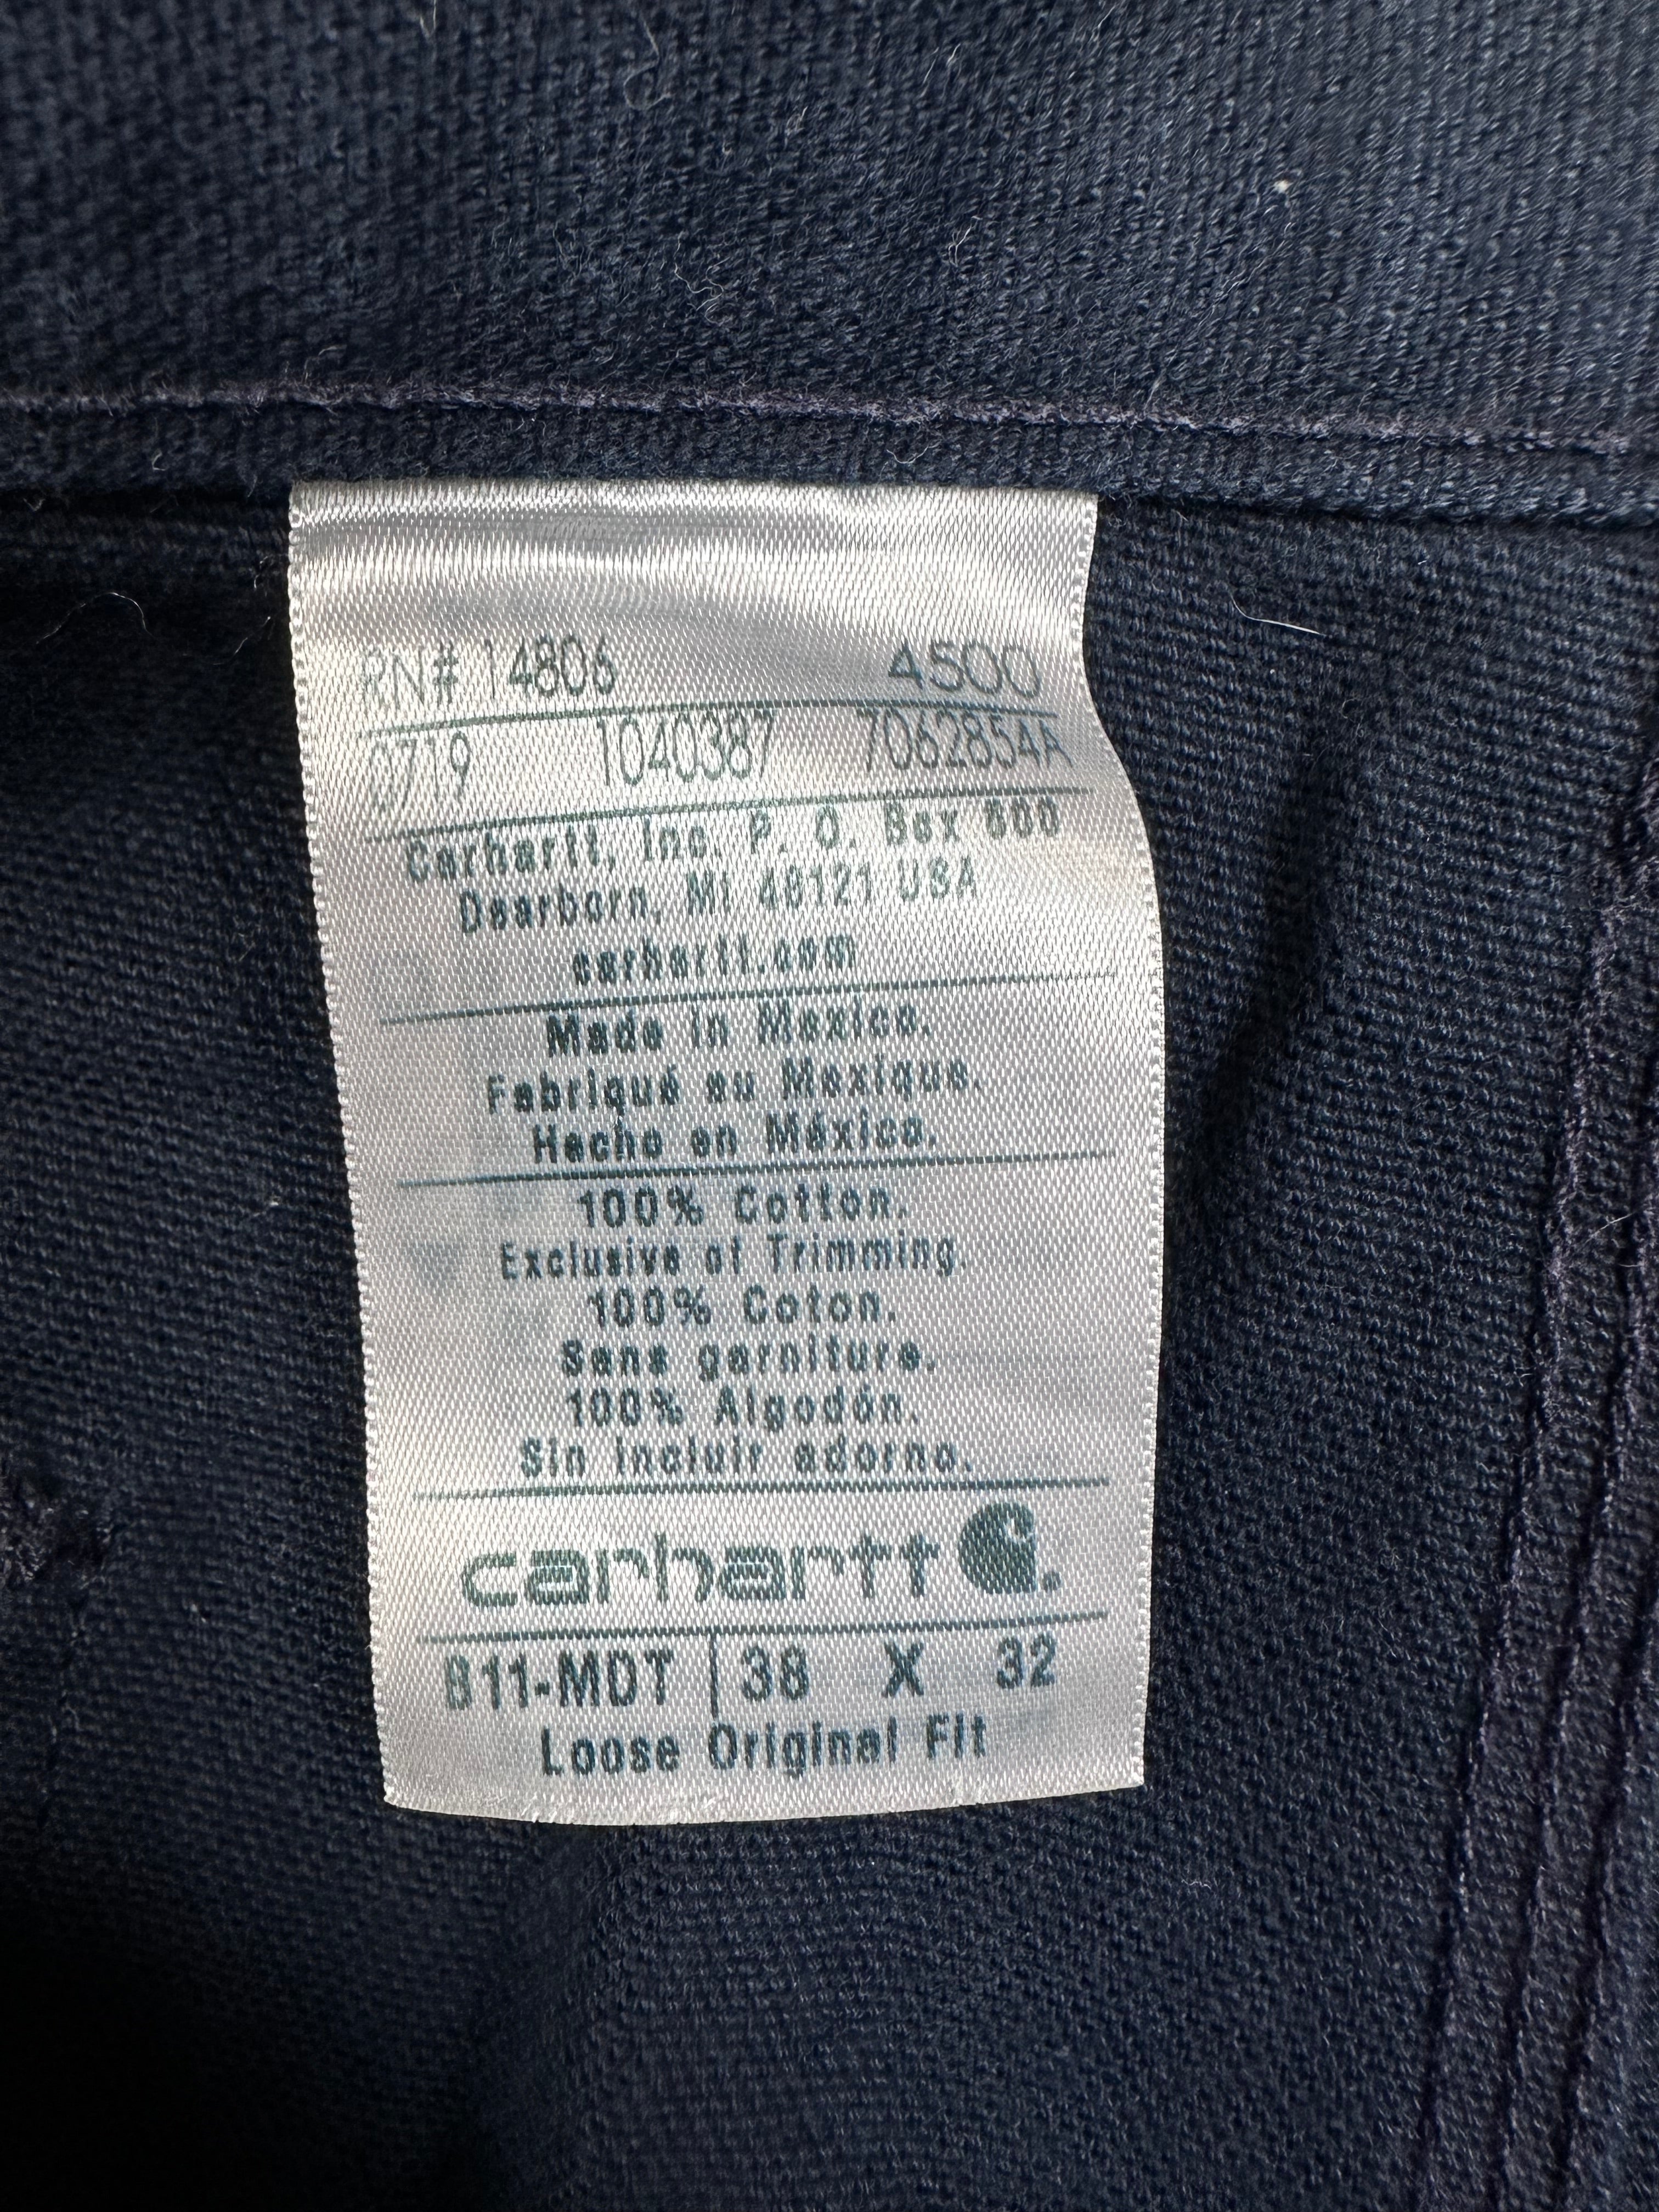 RN# 14806 4500
0719 1040387 7062854A
Carhartt, Inc. P. O. Box 600
Dearborn, MI 48121 USA
carhartt.com
Made in Mexico.
Fabriqué au Mexique.
Hecho en México.
100% Cotton.
Exclusive of Trimming.
100% Coton.
Sans garniture.
100% Algodón.
Sin incluir adorno.
carhartt
B11-MDT 38 X 32
Loose Original Fit